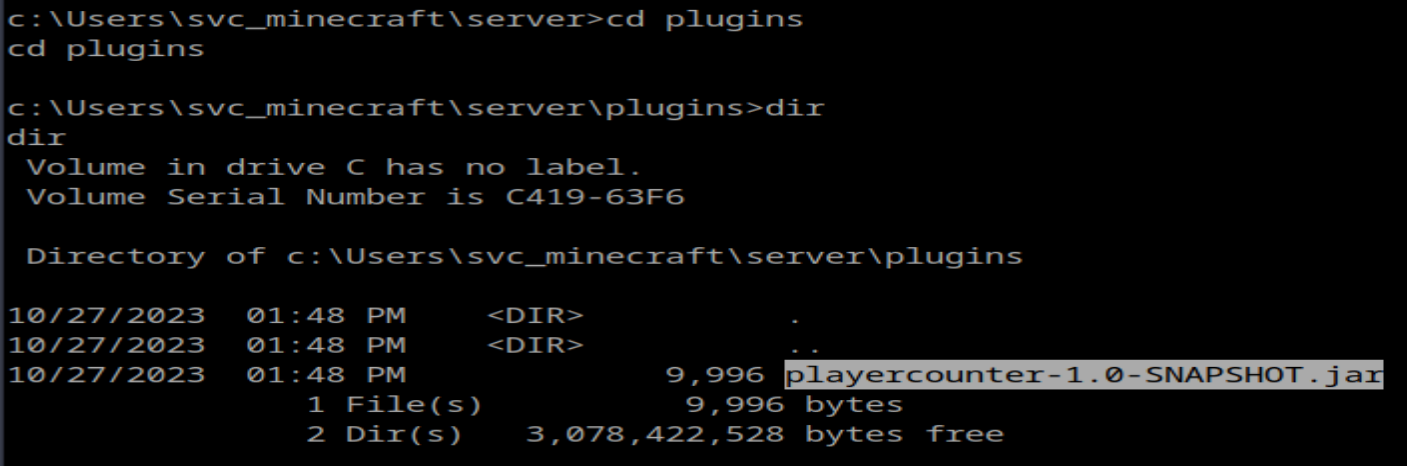 c:\Users\svc_minecraft\server>cd plugins
cd plugins
c:\Users\svc_minecraft\server\plugins>dir
dir
 Volume in drive C has no label.
 Volume Serial Number is C419-63F6
 Directory of c:\Users\svc_minecraft\server\plugins
10/27/2023  01:48 PM    <DIR>          .
10/27/2023  01:48 PM    <DIR>          ..
10/27/2023  01:48 PM             9,996 playercounter-1.0-SNAPSHOT.jar
               1 File(s)          9,996 bytes
               2 Dir(s)   3,078,422,528 bytes free